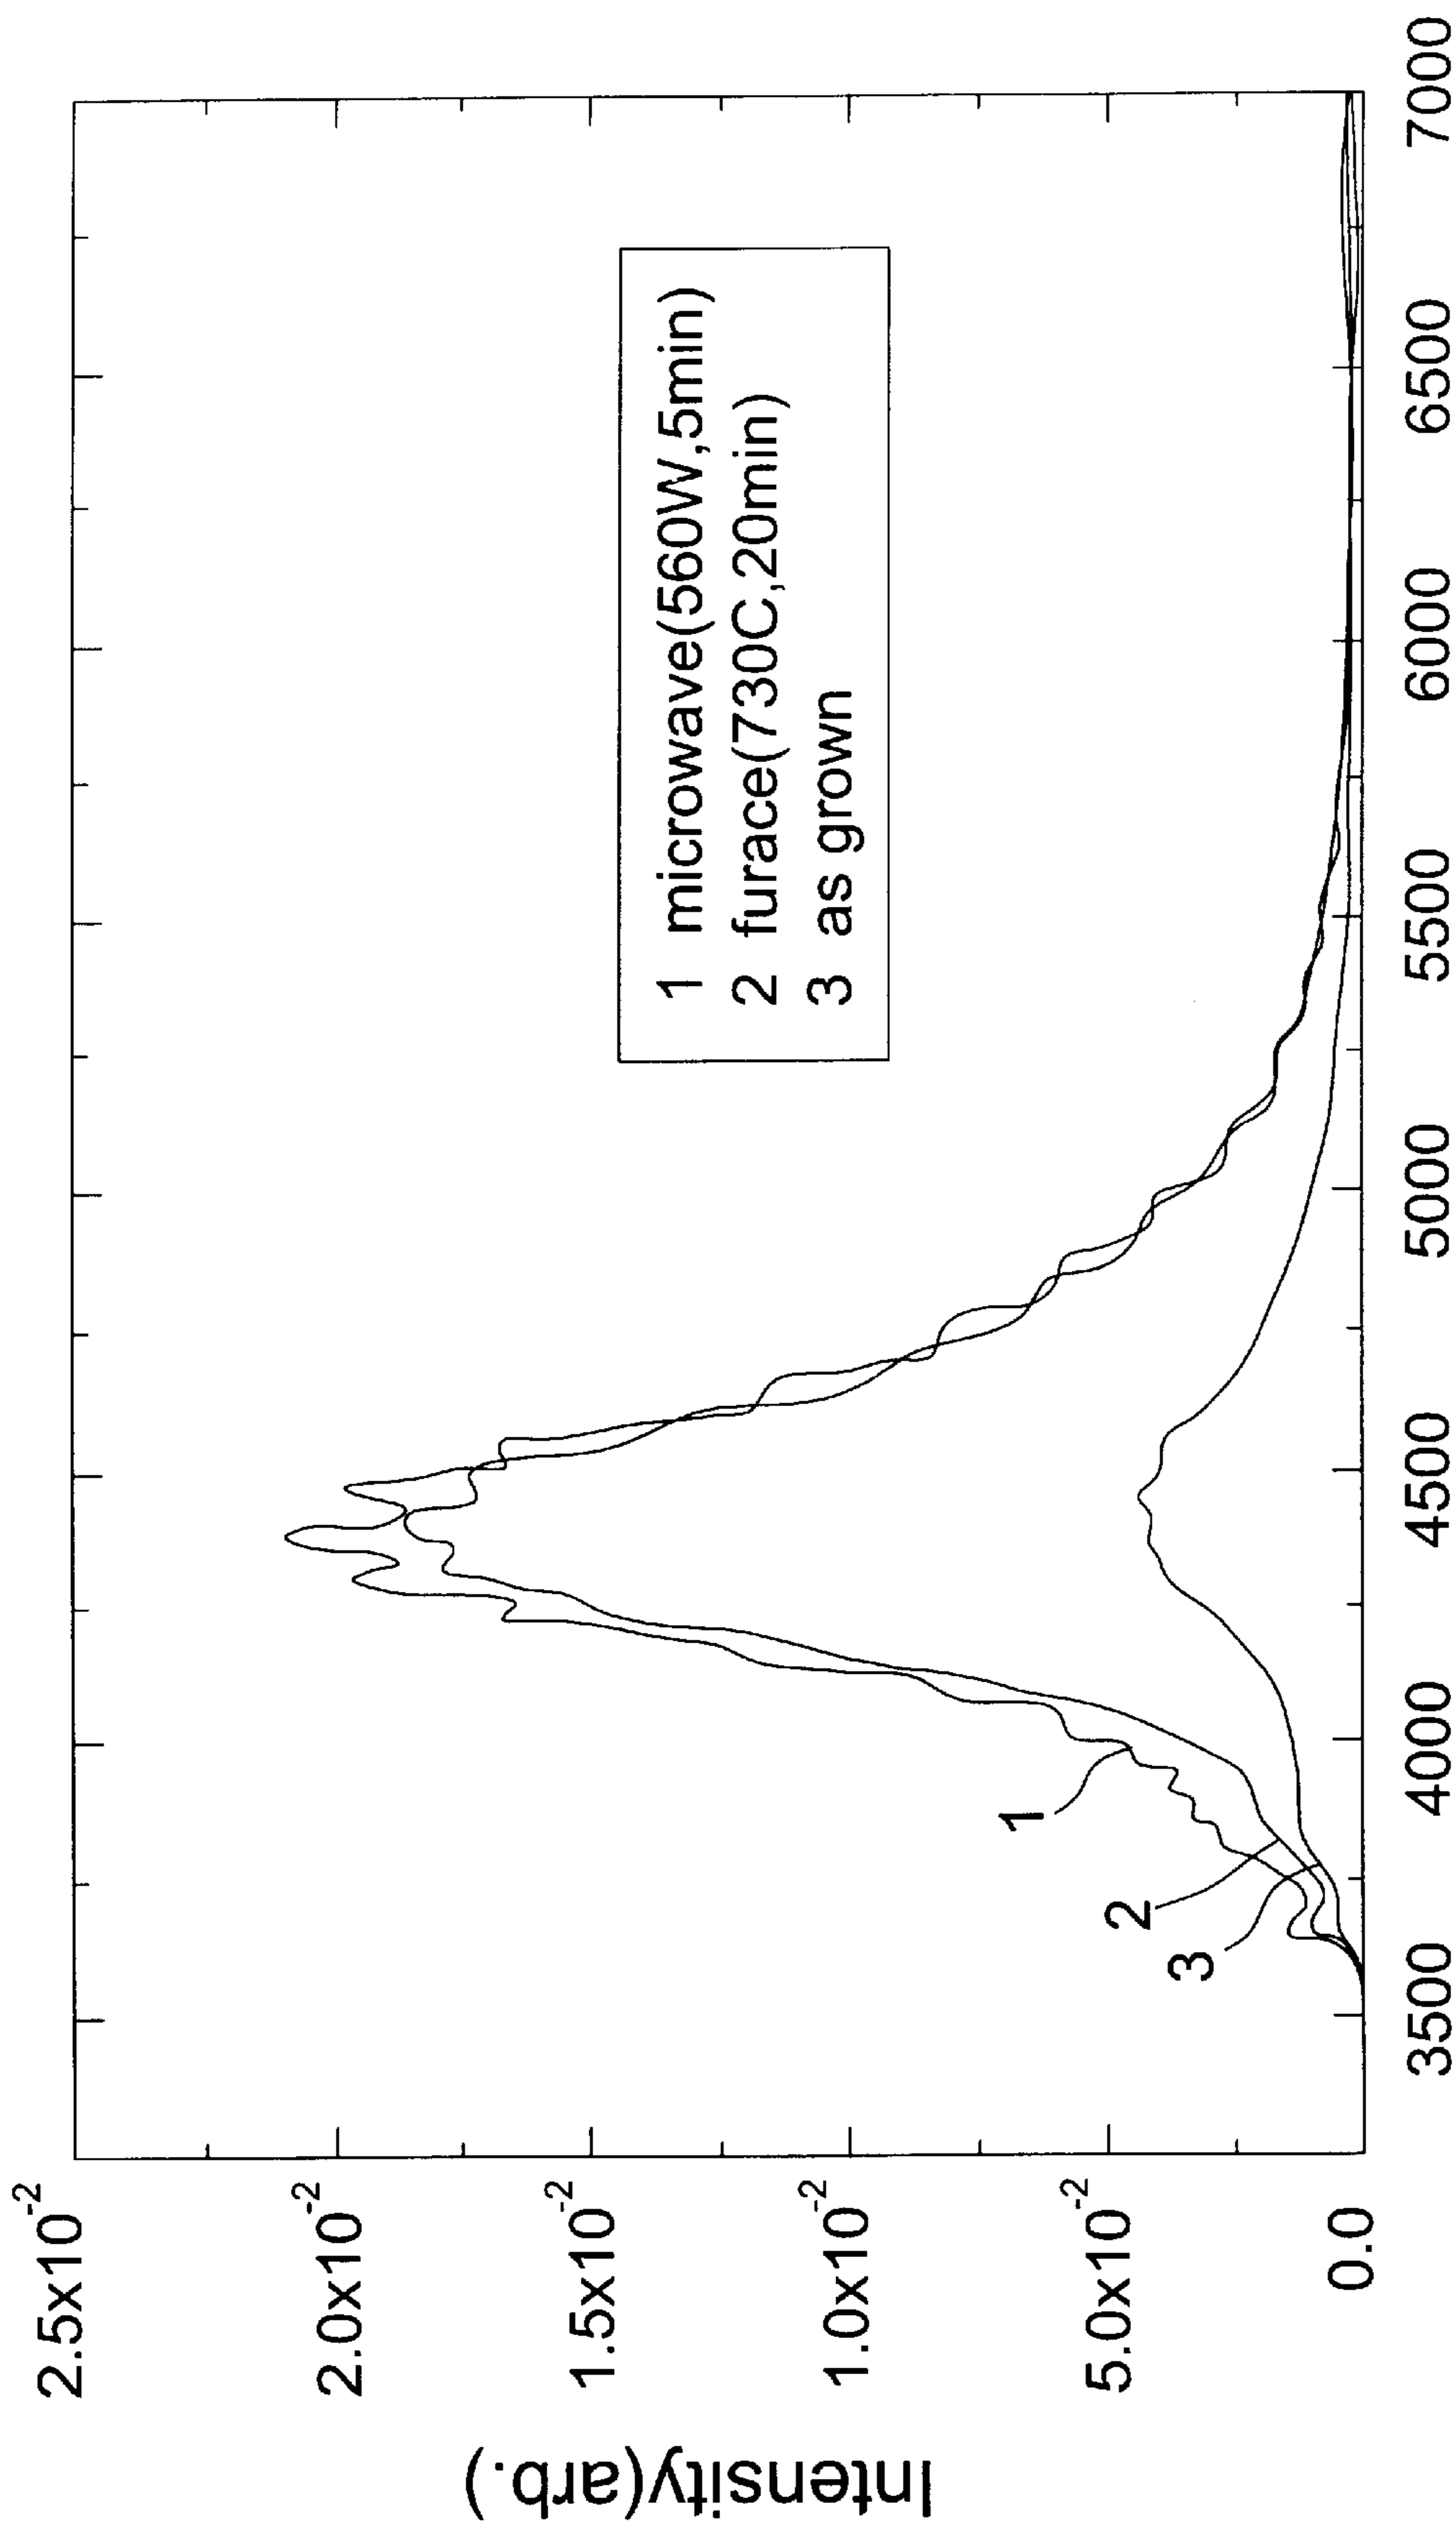 Intensity(arb.)
2.5x10-2
2.0x10-2
1.5x10-2
1.0x10-2
5.0x10-2
0.0
1 microwave(560W,5min)
2 furace(730C,20min)
3 as grown
1
2
3
3500 4000 4500 5000 5500 6000 6500 7000